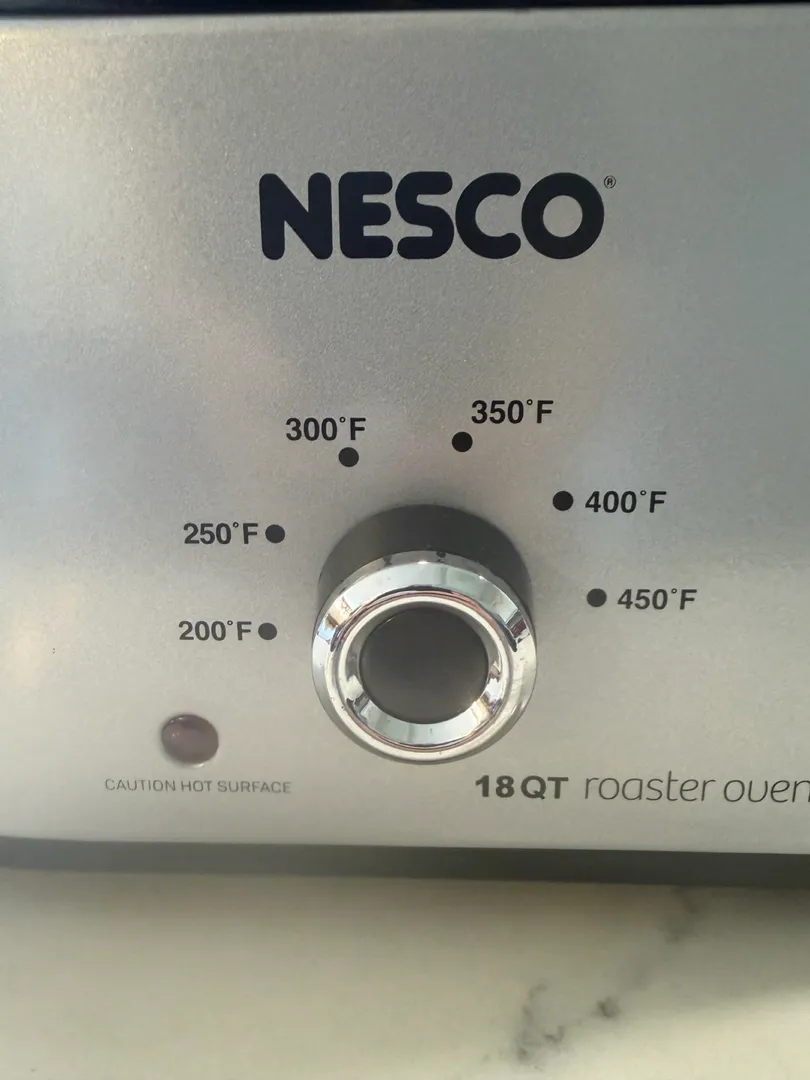 NESCO®
300°F
350°F
250°F
400°F
200°F
450°F
CAUTION HOT SURFACE
18QT roaster oven